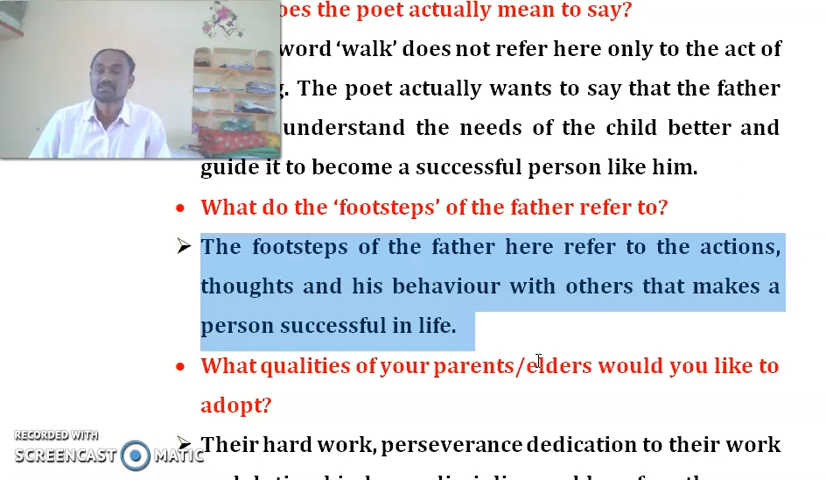 oes the poet actually mean to say?
word ‘walk’ does not refer here only to the act of
The poet actually wants to say that the father
understand the needs of the child better and
guide it to become a successful person like him.
• What do the ‘footsteps’ of the father refer to?
➢ The footsteps of the father here refer to the actions,
thoughts and his behaviour with others that makes a
person successful in life.
• What qualities of your parents/elders would you like to
adopt?
➢ Their hard work, perseverance dedication to their work
RECORDED WITH
SCREENCAST MATIC